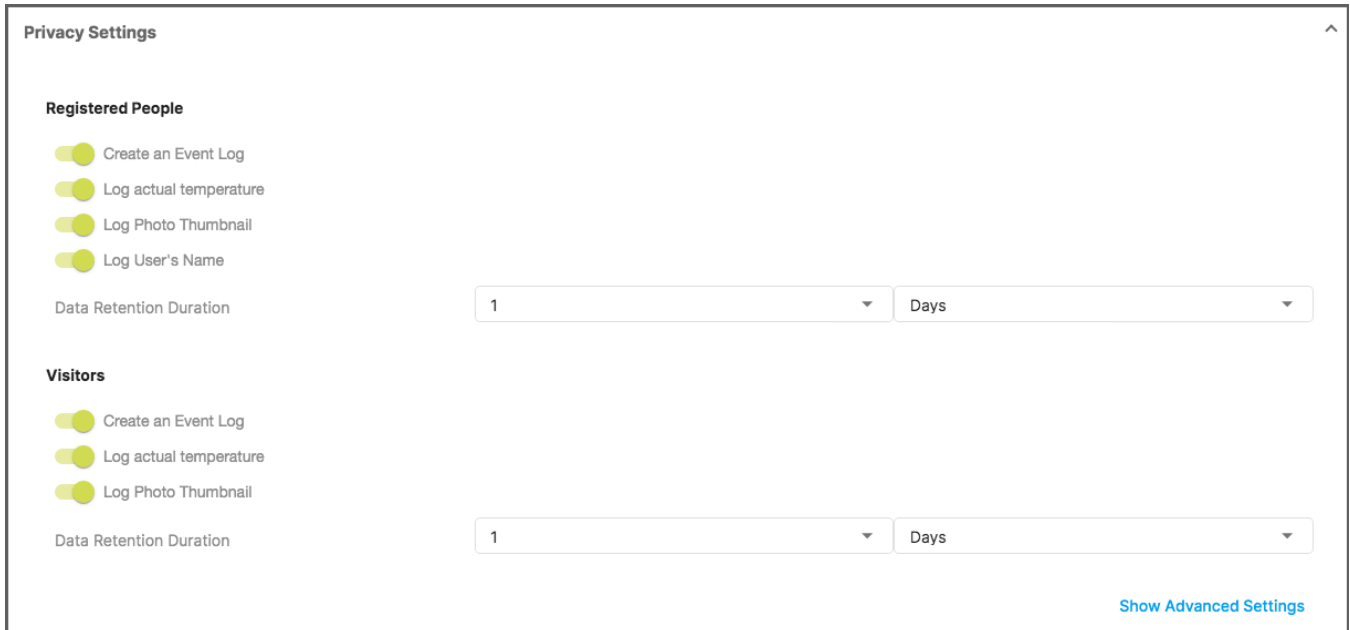 Privacy Settings
Registered People
Create an Event Log
Log actual temperature
Log Photo Thumbnail
Log User's Name
Data Retention Duration 1 Days
Visitors
Create an Event Log
Log actual temperature
Log Photo Thumbnail
Data Retention Duration 1 Days
Show Advanced Settings